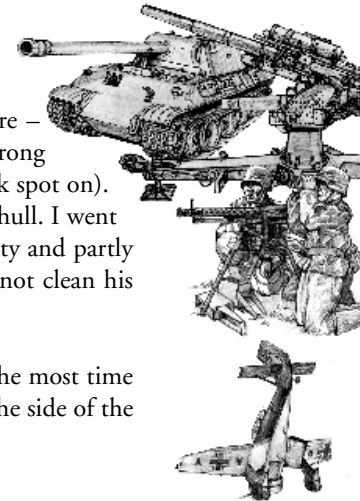 re –
rong
k spot on).
hull. I went
ty and partly
not clean his
he most time
he side of the